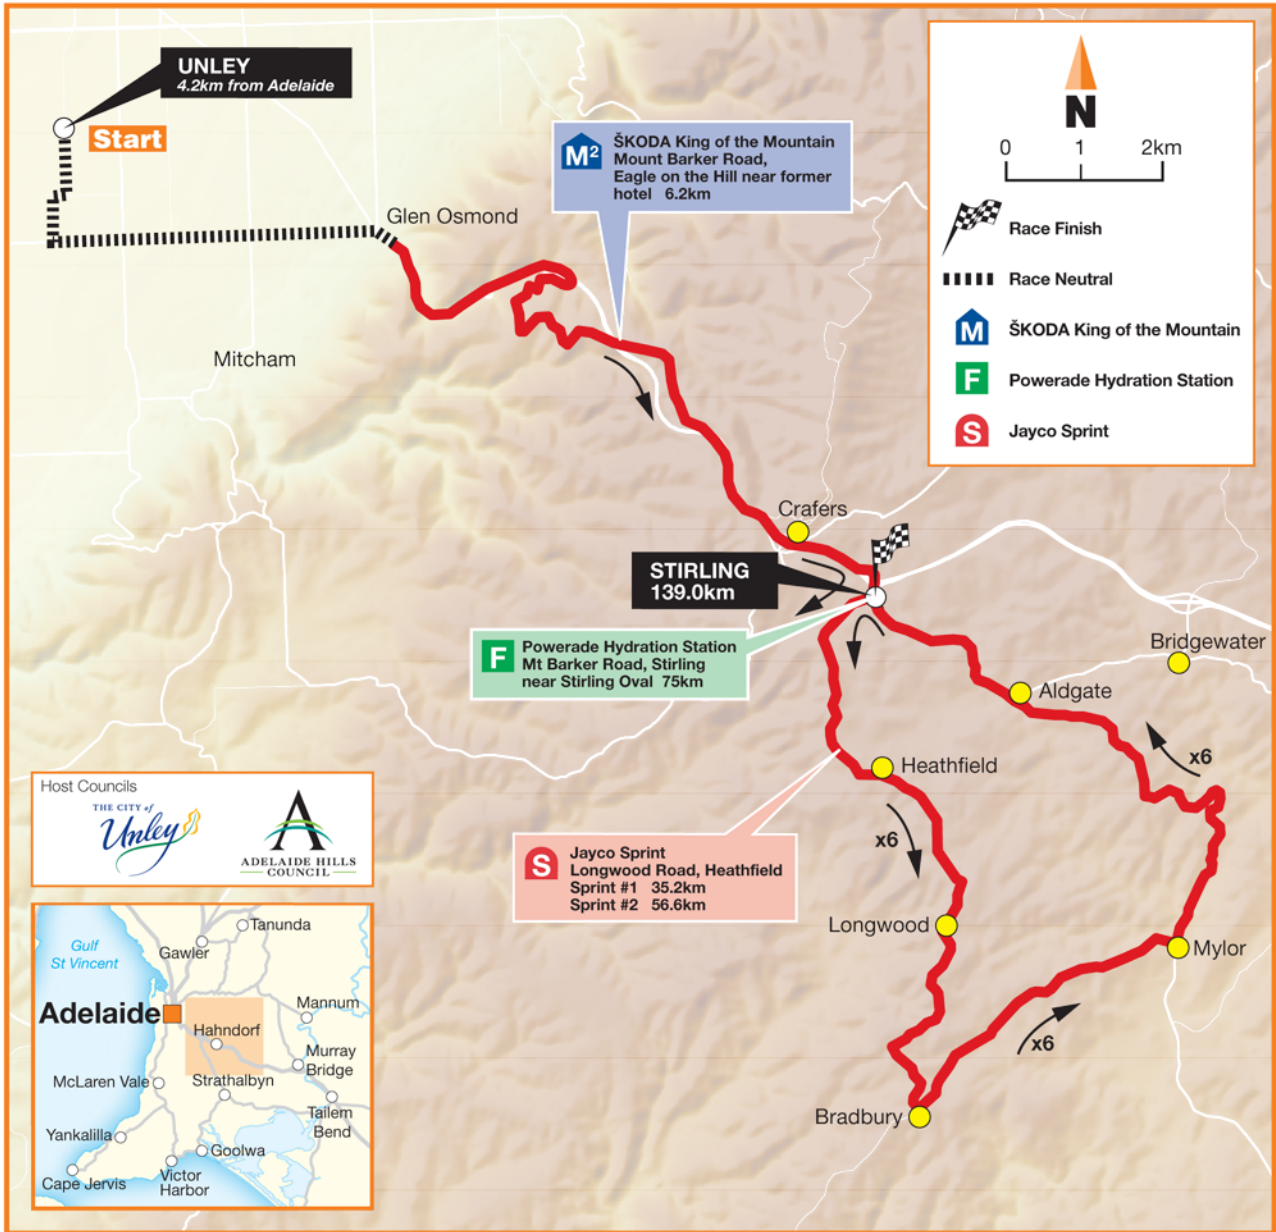 UNLEY
4.2km from Adelaide
Start
M²
ŠKODA King of the Mountain
Mount Barker Road,
Eagle on the Hill near former
hotel 6.2km
N
0 1 2km
Race Finish
Race Neutral
M
ŠKODA King of the Mountain
F
Powerade Hydration Station
S
Jayco Sprint
Glen Osmond
Mitcham
Crafers
STIRLING
139.0km
F
Powerade Hydration Station
Mt Barker Road, Stirling
near Stirling Oval 75km
Bridgewater
Aldgate
x6
Heathfield
x6
S
Jayco Sprint
Longwood Road, Heathfield
Sprint #1 35.2km
Sprint #2 56.6km
Longwood
Mylor
x6
Bradbury
Host Councils
THE CITY of
Unley
ADELAIDE HILLS
COUNCIL
Gulf
St Vincent
Tanunda
Gawler
Adelaide
Mannum
Hahndorf
Murray
Bridge
McLaren Vale
Strathalbyn
Tailem
Bend
Yankalilla
Goolwa
Cape Jervis
Victor
Harbor